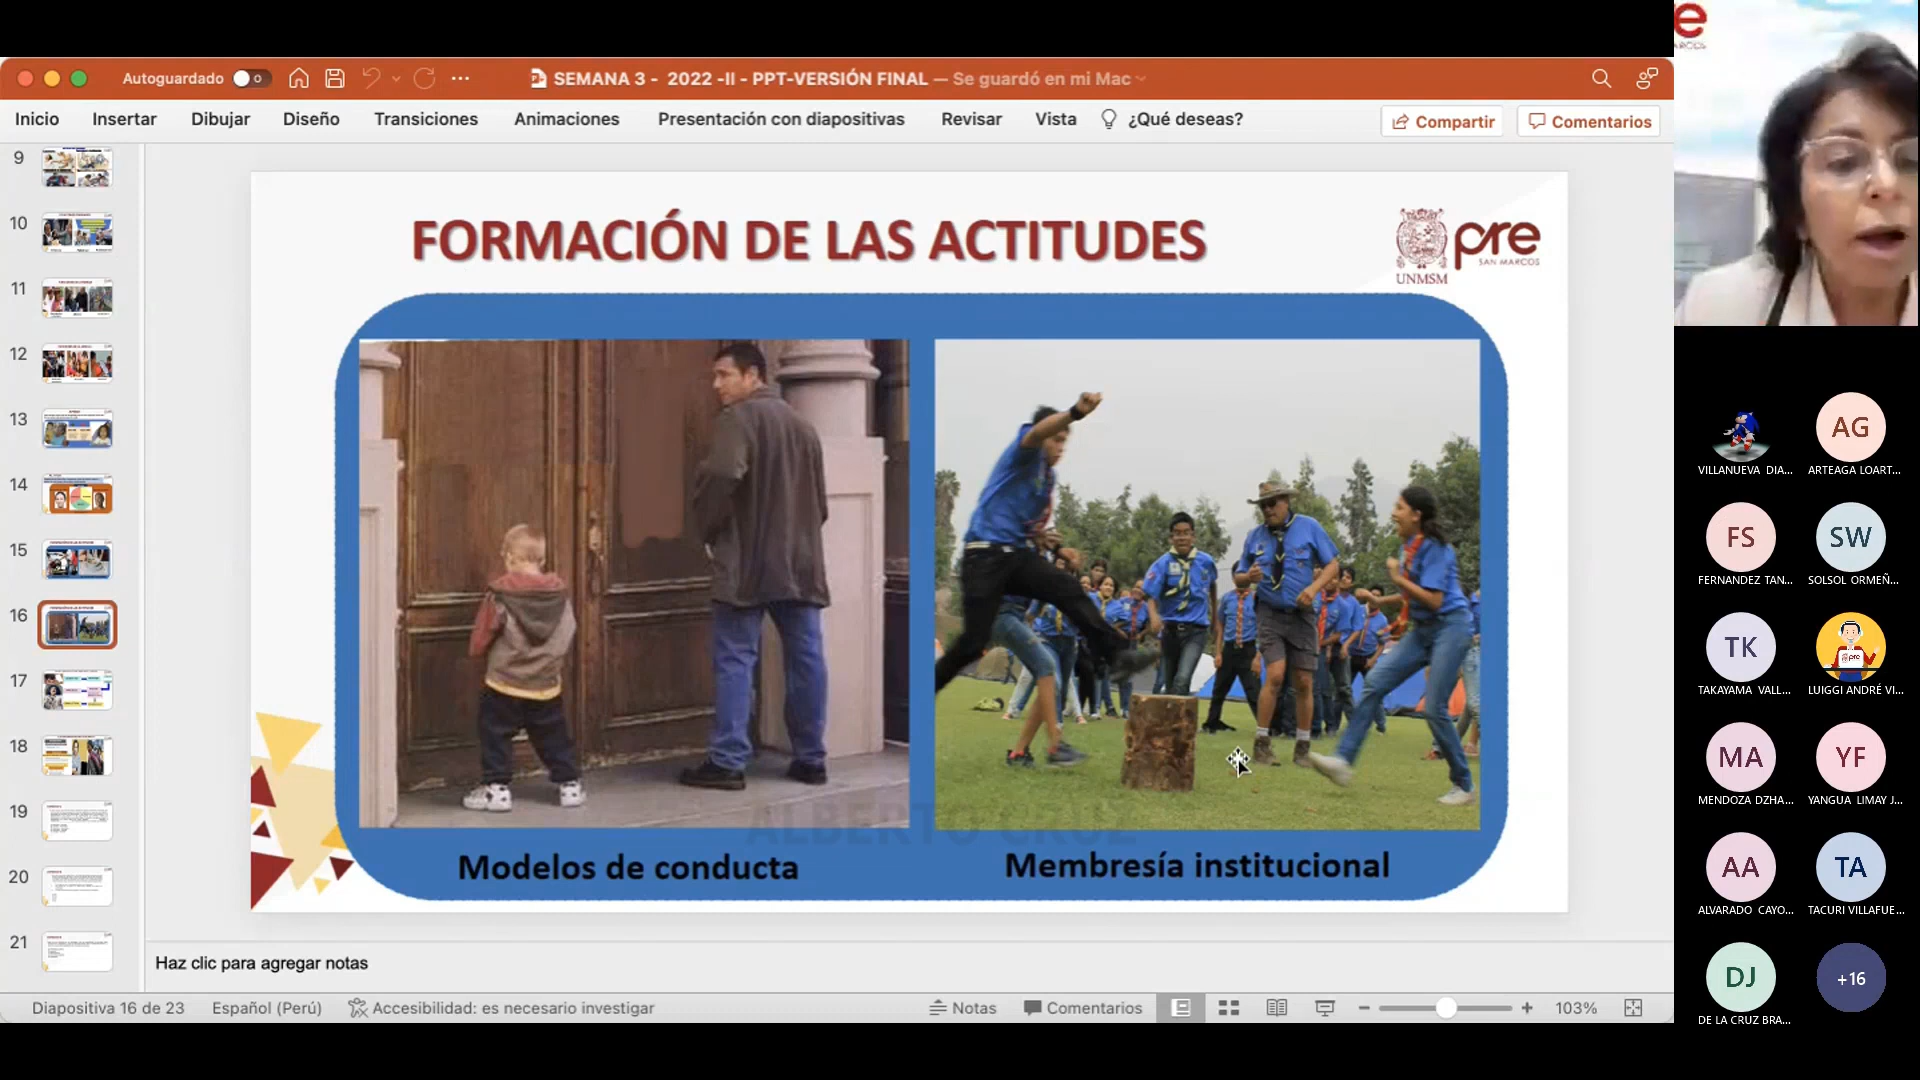 Autoguardado
SEMANA 3 - 2022 -II - PPT-VERSIÓN FINAL — Se guardó en mi Mac
Inicio
Insertar
Dibujar
Diseño
Transiciones
Animaciones
Presentación con diapositivas
Revisar
Vista
¿Qué deseas?
Compartir
Comentarios
9
10
11
12
13
14
15
16
17
18
19
20
21
FORMACIÓN DE LAS ACTITUDES
UNMSM
pre
SAN MARCOS
Modelos de conducta
Membresía institucional
ALBERTO CRUZ
Haz clic para agregar notas
Diapositiva 16 de 23
Español (Perú)
Accesibilidad: es necesario investigar
Notas
Comentarios
103%
VILLANUEVA DIA...
AG
ARTEAGA LOART...
FS
FERNANDEZ TAN...
SW
SOLSOL ORMEÑ...
TK
TAKAYAMA VALL...
LUIGGI ANDRÉ VI...
MA
MENDOZA DZHA...
YF
YANGUA LIMAY J...
AA
ALVARADO CAYO...
TA
TACURI VILLAFUE...
DJ
DE LA CRUZ BRA...
+16